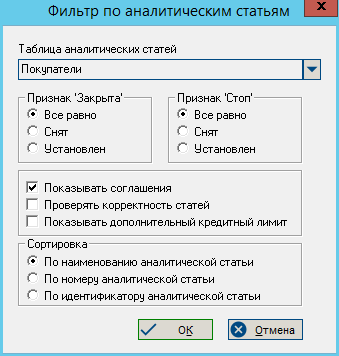 Фильтр по аналитическим статьям
x
Таблица аналитических статей
Покупатели
Признак 'Закрыта' Признак 'Стоп'
Все равно Все равно
Снят Снят
Установлен Установлен
Показывать соглашения
Проверять корректность статей
Показывать дополнительный кредитный лимит
Сортировка
По наименованию аналитической статьи
По номеру аналитической статьи
По идентификатору аналитической статьи
OK Отмена